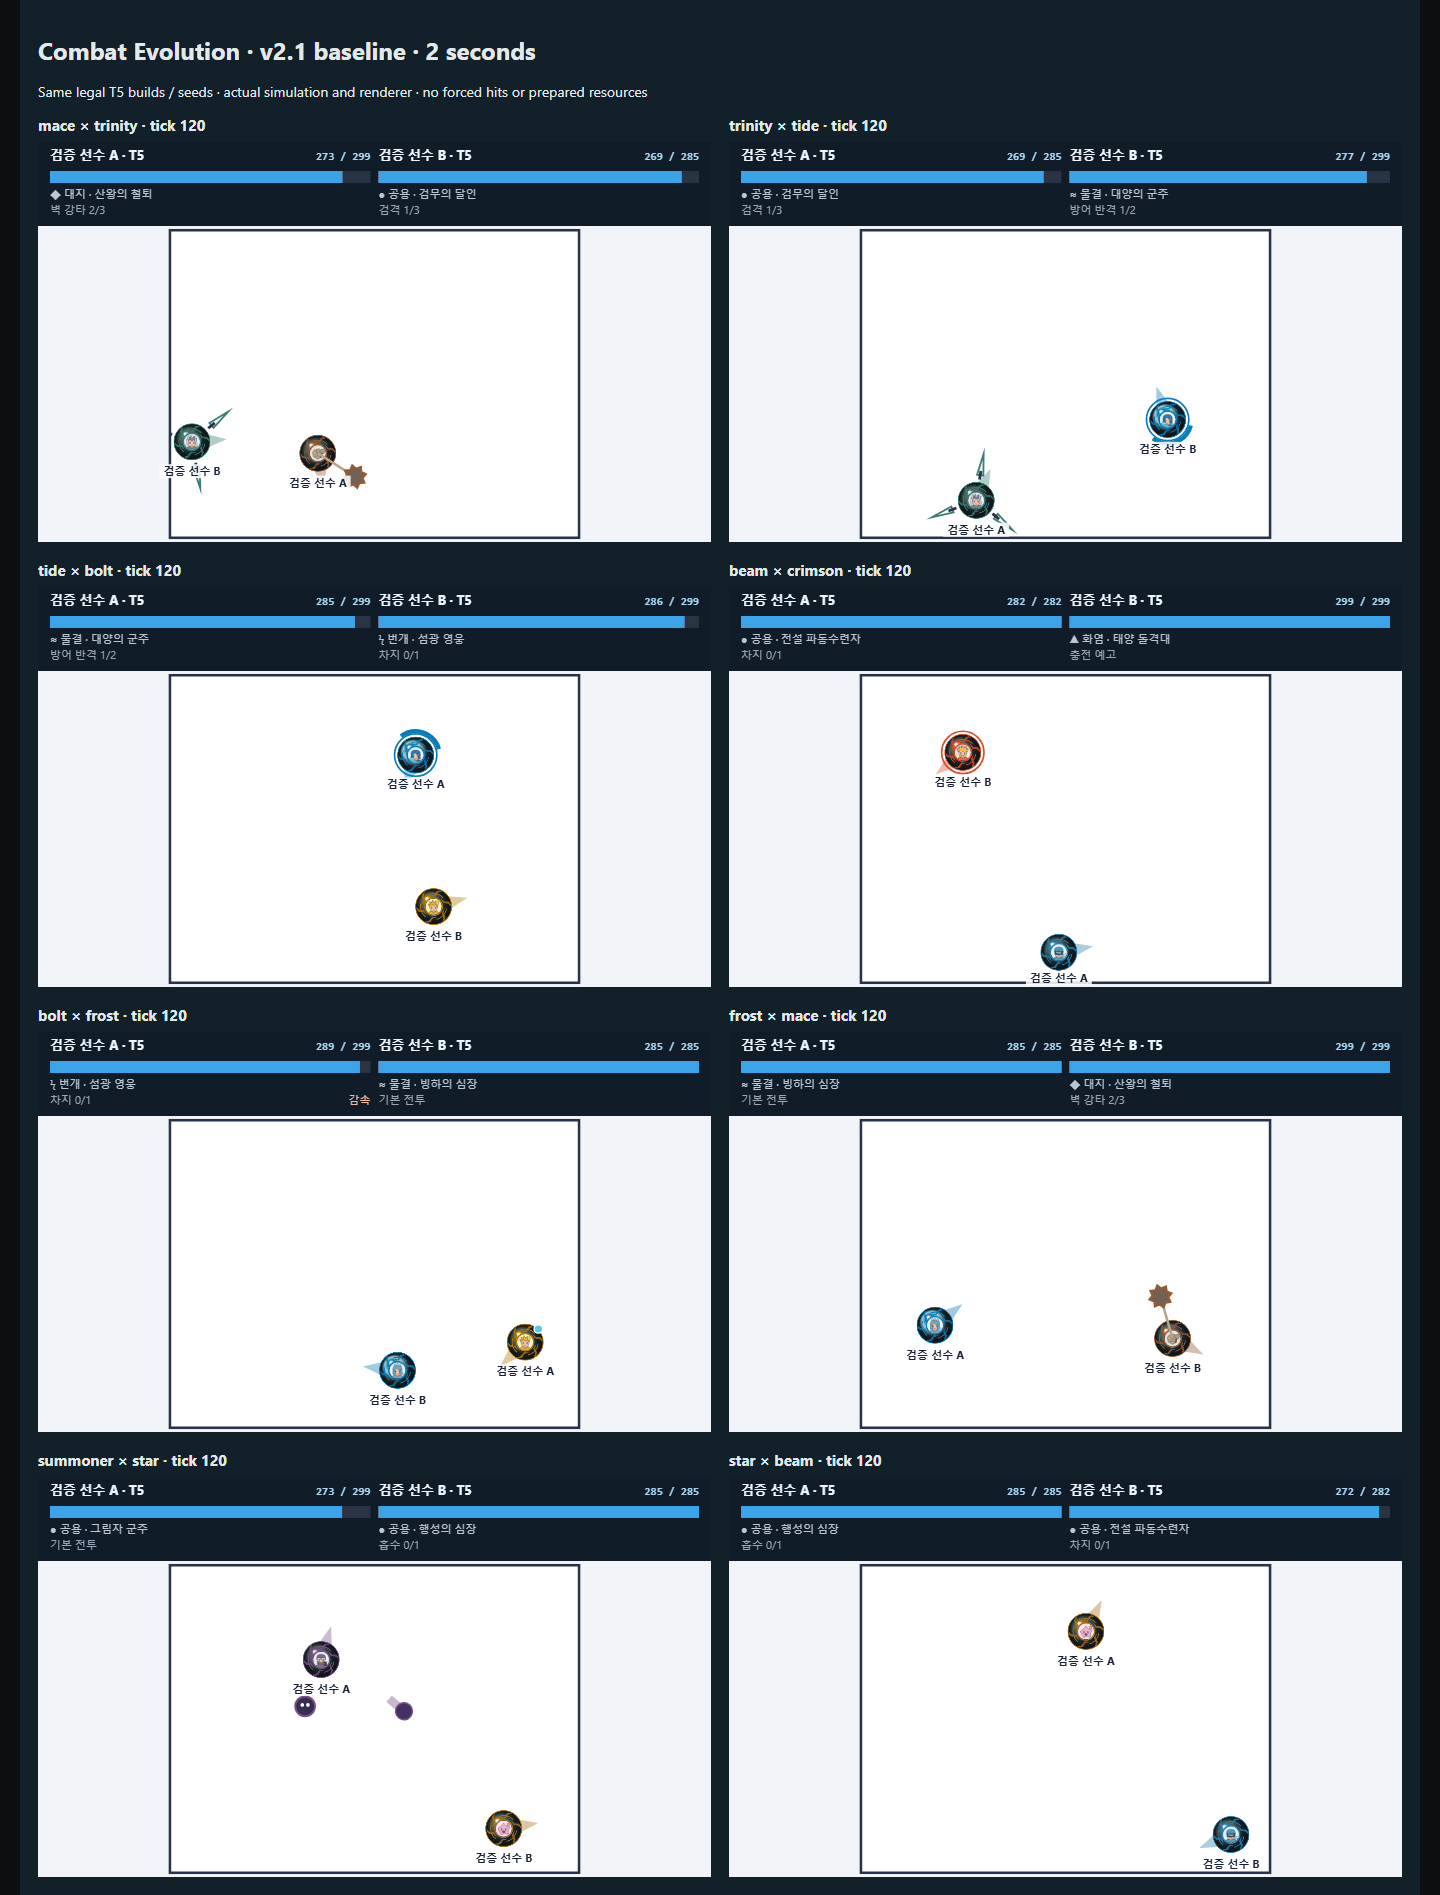 Combat Evolution · v2.1 baseline · 2 seconds
Same legal T5 builds / seeds · actual simulation and renderer · no forced hits or prepared resources
mace × trinity · tick 120
검증 선수 A · T5 273 / 299 검증 선수 B · T5 269 / 285
◆ 대지 · 산왕의 철퇴 ● 공용 · 검무의 달인
벽 강타 2/3 검격 1/3
검증 선수 B
검증 선수 A
trinity × tide · tick 120
검증 선수 A · T5 269 / 285 검증 선수 B · T5 277 / 299
● 공용 · 검무의 달인 ≈ 물결 · 대양의 군주
검격 1/3 방어 반격 1/2
검증 선수 B
검증 선수 A
tide × bolt · tick 120
검증 선수 A · T5 285 / 299 검증 선수 B · T5 286 / 299
≈ 물결 · 대양의 군주 ϟ 번개 · 섬광 영웅
방어 반격 1/2 차지 0/1
검증 선수 A
검증 선수 B
beam × crimson · tick 120
검증 선수 A · T5 282 / 282 검증 선수 B · T5 299 / 299
● 공용 · 전설 파동수련자 ▲ 화염 · 태양 돌격대
차지 0/1 충전 예고
검증 선수 B
검증 선수 A
bolt × frost · tick 120
검증 선수 A · T5 289 / 299 검증 선수 B · T5 285 / 285
ϟ 번개 · 섬광 영웅 ≈ 물결 · 빙하의 심장
차지 0/1 감속 기본 전투
검증 선수 A
검증 선수 B
frost × mace · tick 120
검증 선수 A · T5 285 / 285 검증 선수 B · T5 299 / 299
≈ 물결 · 빙하의 심장 ◆ 대지 · 산왕의 철퇴
기본 전투 벽 강타 2/3
검증 선수 A
검증 선수 B
summoner × star · tick 120
검증 선수 A · T5 273 / 299 검증 선수 B · T5 285 / 285
● 공용 · 그림자 군주 ● 공용 · 행성의 심장
기본 전투 흡수 0/1
검증 선수 A
검증 선수 B
star × beam · tick 120
검증 선수 A · T5 285 / 285 검증 선수 B · T5 272 / 282
● 공용 · 행성의 심장 ● 공용 · 전설 파동수련자
흡수 0/1 차지 0/1
검증 선수 A
검증 선수 B